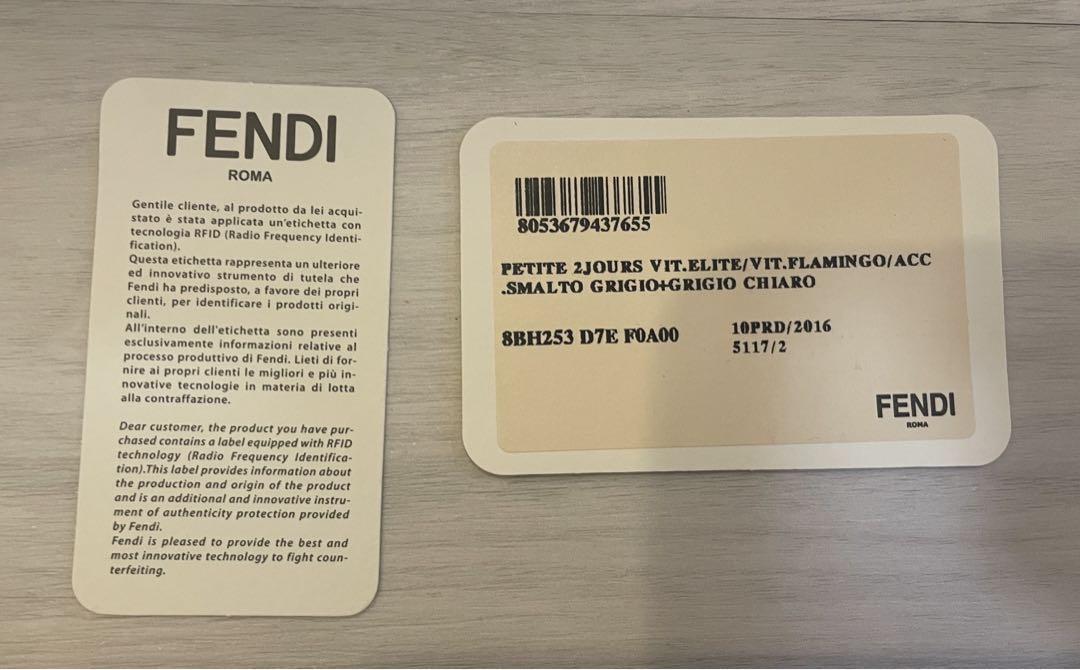 FENDI
ROMA
Gentile cliente, al prodotto da lei acqui-
stato è stata applicata un'etichetta con
tecnologia RFID (Radio Frequency Identi-
fication).
Questa etichetta rappresenta un ulteriore
ed innovativo strumento di tutela che
Fendi ha predisposto, a favore dei propri
clienti, per identificare i prodotti origi-
nali.
All'interno dell'etichetta sono presenti
esclusivamente informazioni relative al
processo produttivo di Fendi. Lieti di for-
nire ai propri clienti le migliori e più in-
novative tecnologie in materia di lotta
alla contraffazione.
Dear customer, the product you have pur-
chased contains a label equipped with RFID
technology (Radio Frequency Identifica-
tion).This label provides information about
the production and origin of the product
and is an additional and innovative instru-
ment of authenticity protection provided
by Fendi.
Fendi is pleased to provide the best and
most innovative technology to fight coun-
terfeiting.
8053679437655
PETITE 2JOURS VIT.ELITE/VIT.FLAMINGO/ACC
.SMALTO GRIGIO+GRIGIO CHIARO
8BH253 D7E F0A00
10PRD/2016
5117/2
FENDI
ROMA